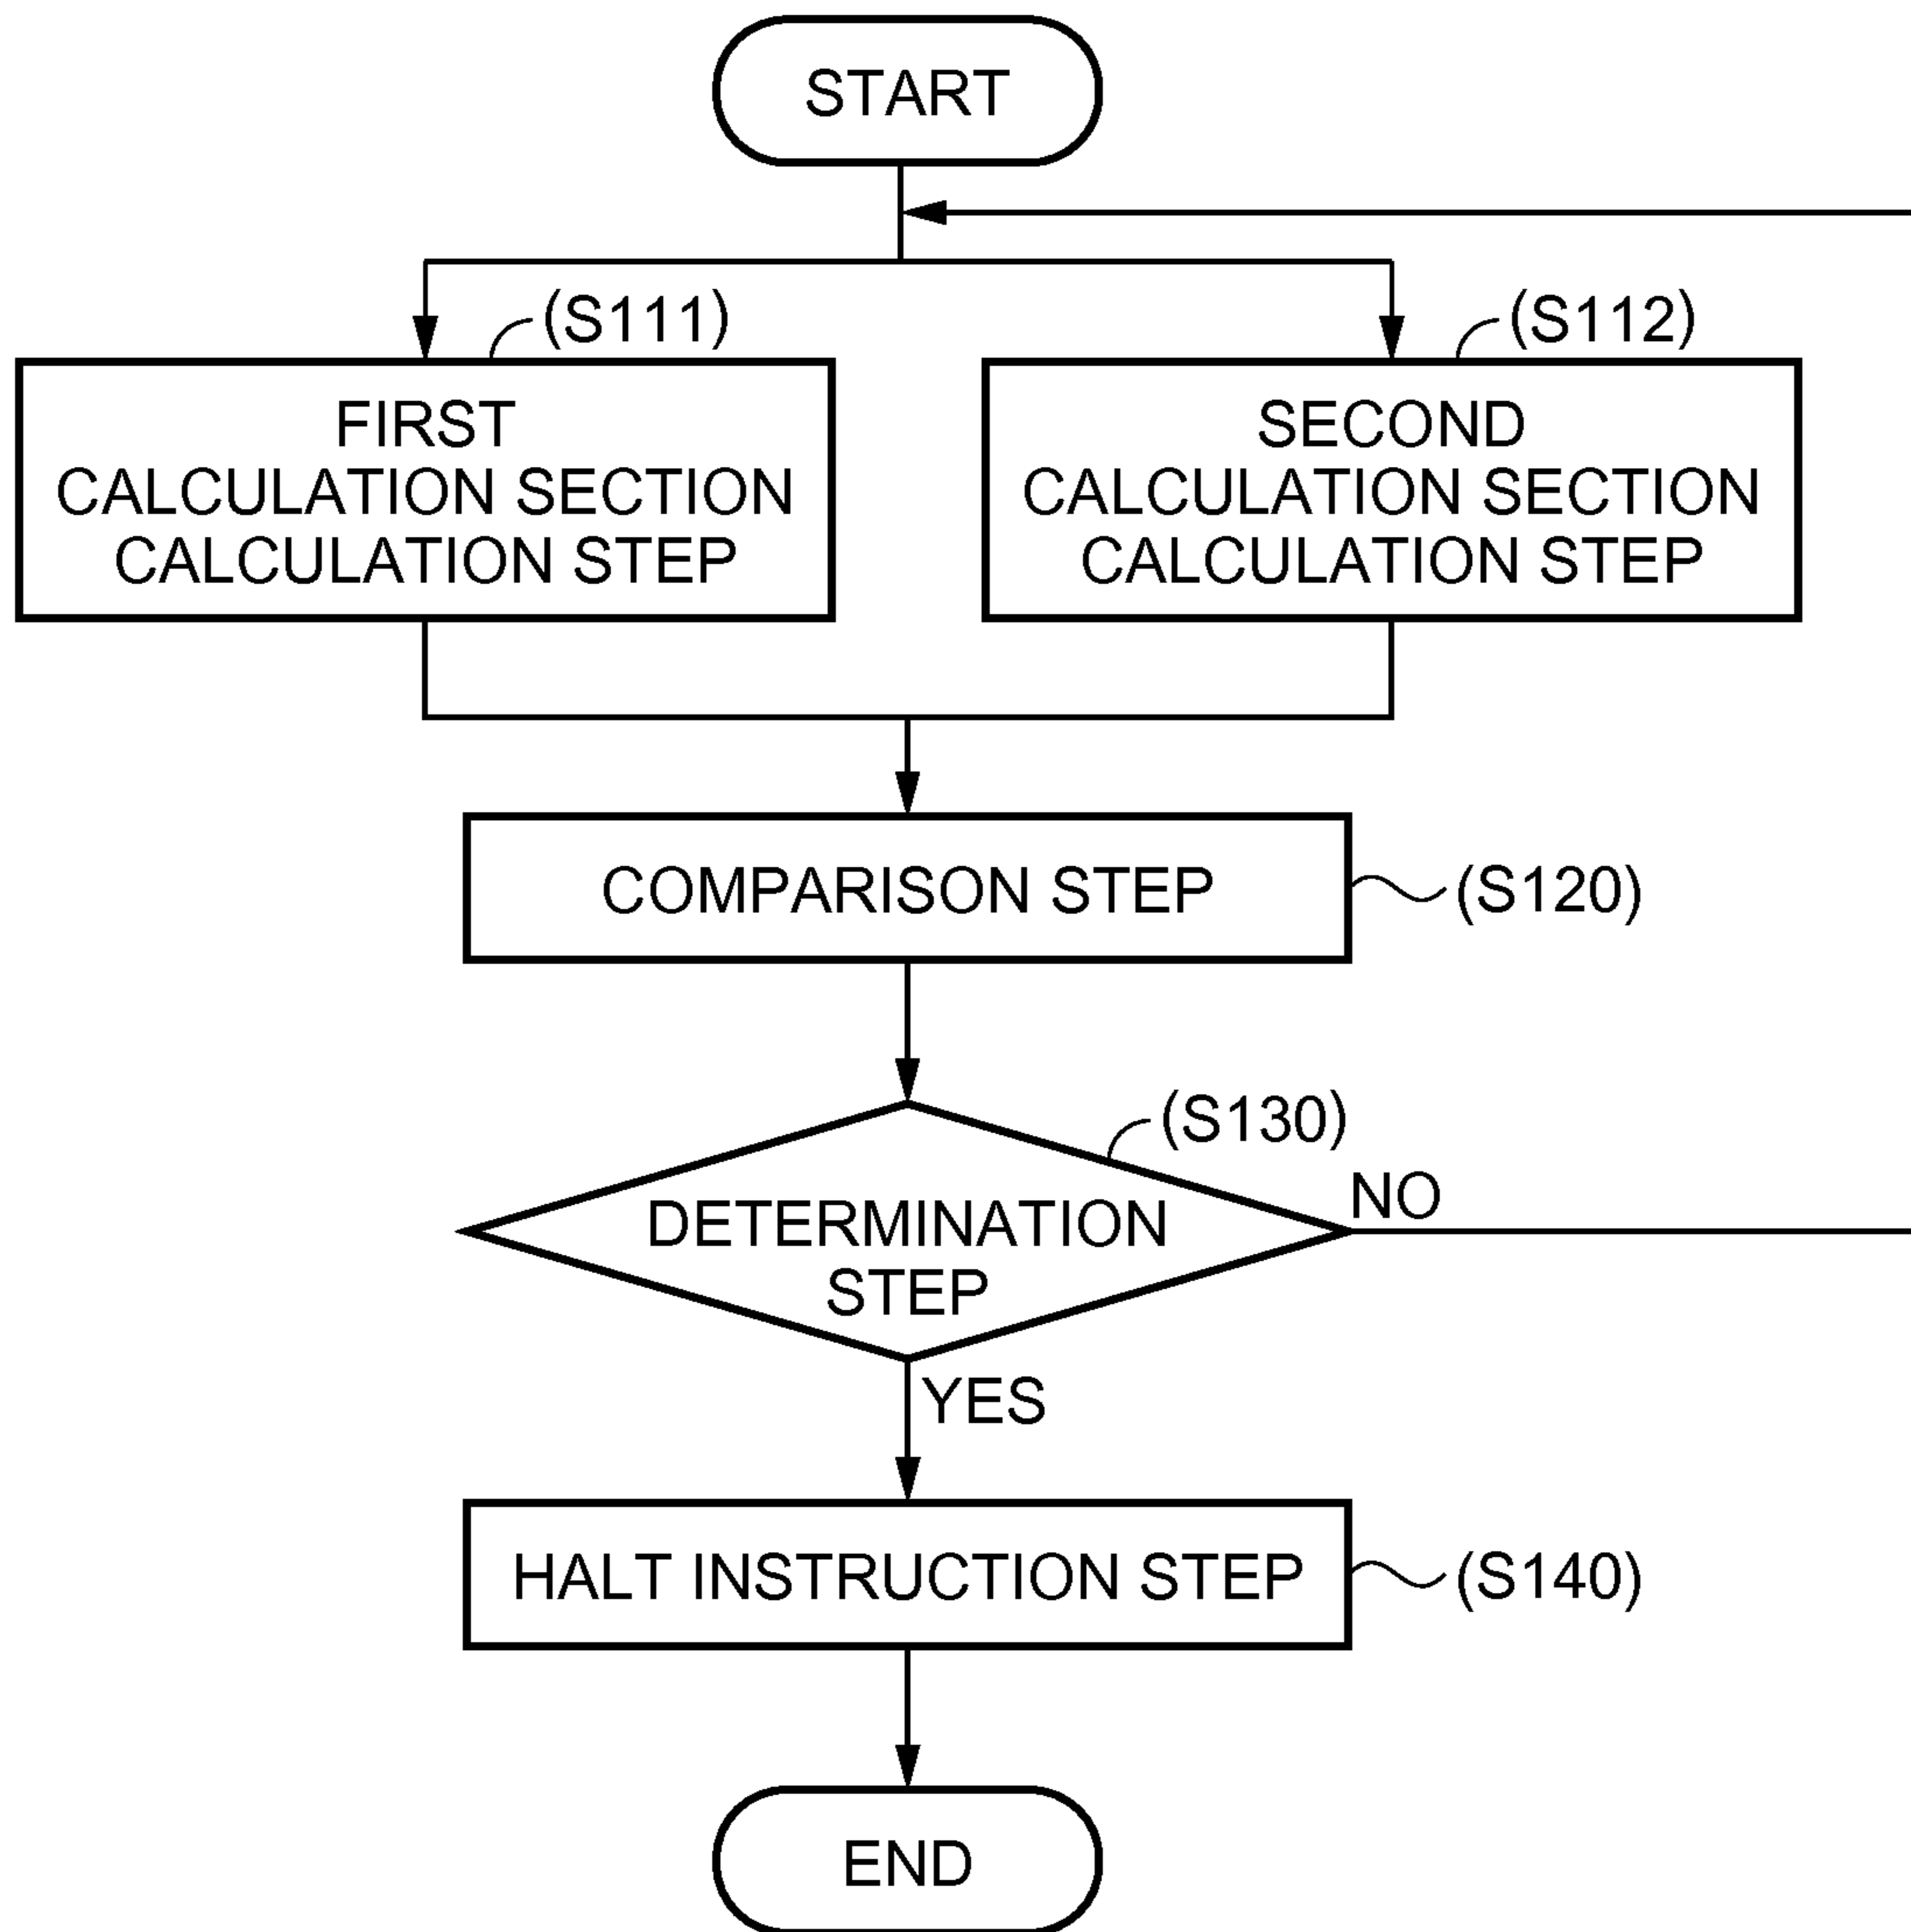 START
(S111)
(S112)
FIRST
CALCULATION SECTION
CALCULATION STEP
SECOND
CALCULATION SECTION
CALCULATION STEP
COMPARISON STEP
(S120)
(S130)
DETERMINATION
STEP
NO
YES
HALT INSTRUCTION STEP
(S140)
END